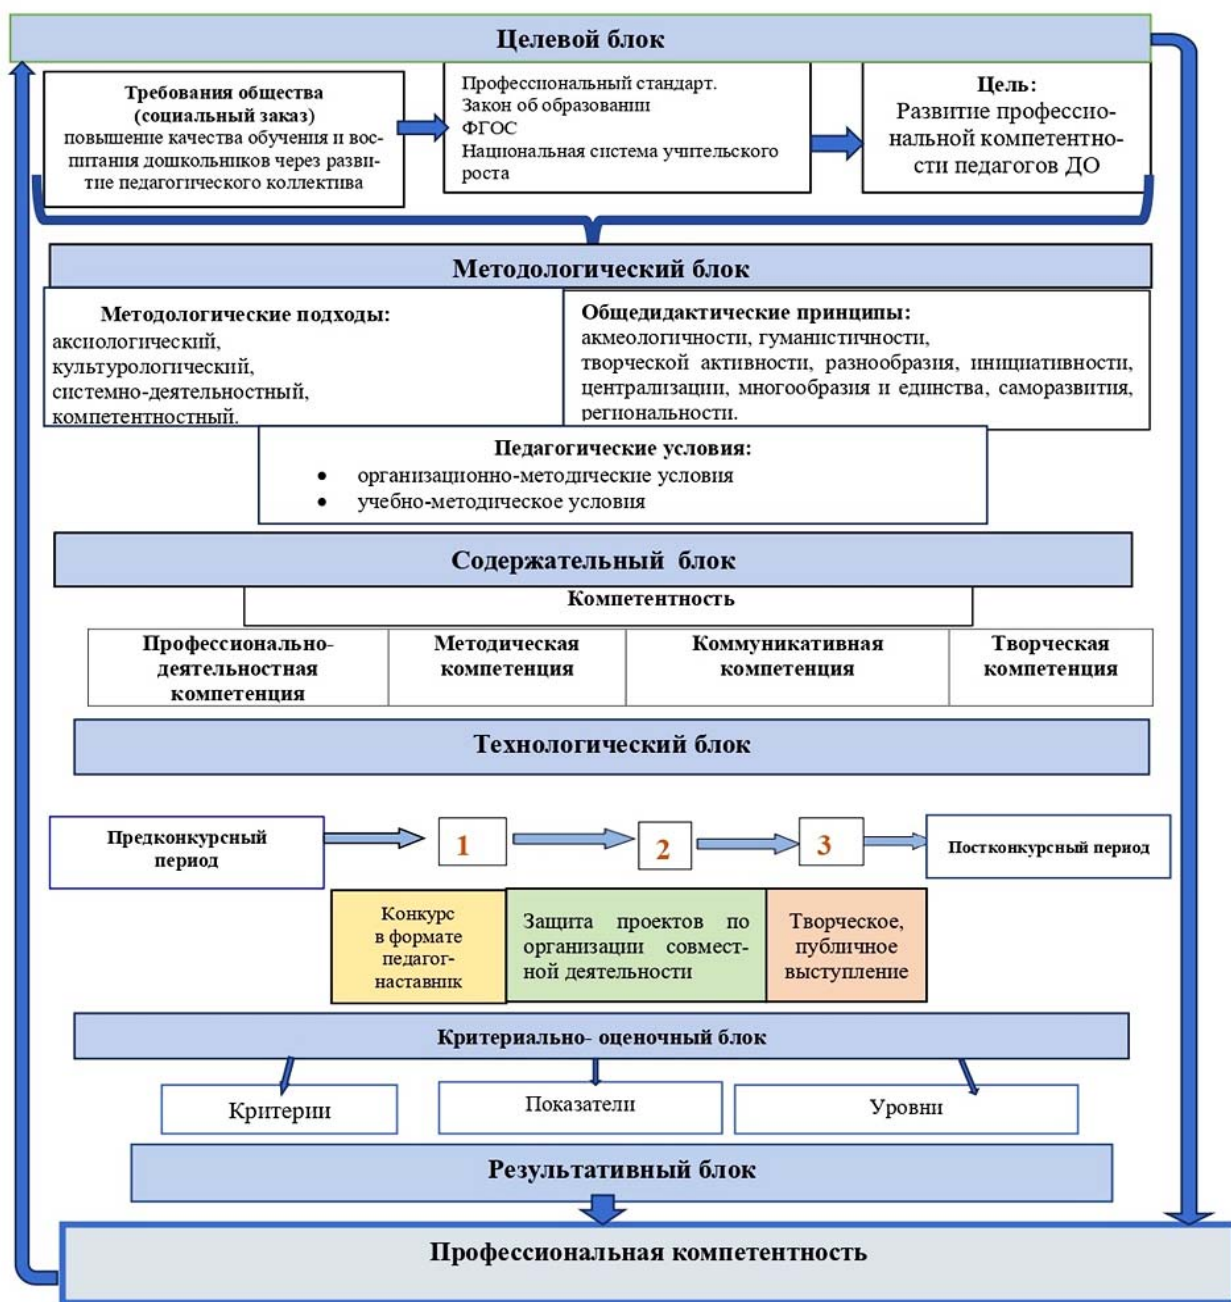 Целевой блок
Требования общества
(социальный заказ)
повышение качества обучения и вос-
питания дошкольников через разви-
тие педагогического коллектива
Профессиональный стандарт.
Закон об образовании
ФГОС
Национальная система учительского
роста
Цель:
Развитие профессио-
нальной компетентно-
сти педагогов ДО
Методологический блок
Методологические подходы:
аксиологический,
культурологический,
системно-деятельностный,
компетентностный.
Общедидактические принципы:
акмеологичности, гуманистичности,
творческой активности, разнообразия, инициативности,
централизации, многообразия и единства, саморазвития,
региональности.
Педагогические условия:
• организационно-методические условия
• учебно-методическое условия
Содержательный блок
Компетентность
Профессионально-
деятельностная
компетенция
Методическая
компетенция
Коммуникативная
компетенция
Творческая
компетенция
Технологический блок
Предконкурсный
период
1
2
3
Постконкурсный период
Конкурс
в формате
педагог-
наставник
Защита проектов по
организации совмест-
ной деятельности
Творческое,
публичное
выступление
Критериально- оценочный блок
Критерии
Показатели
Уровни
Результативный блок
Профессиональная компетентность